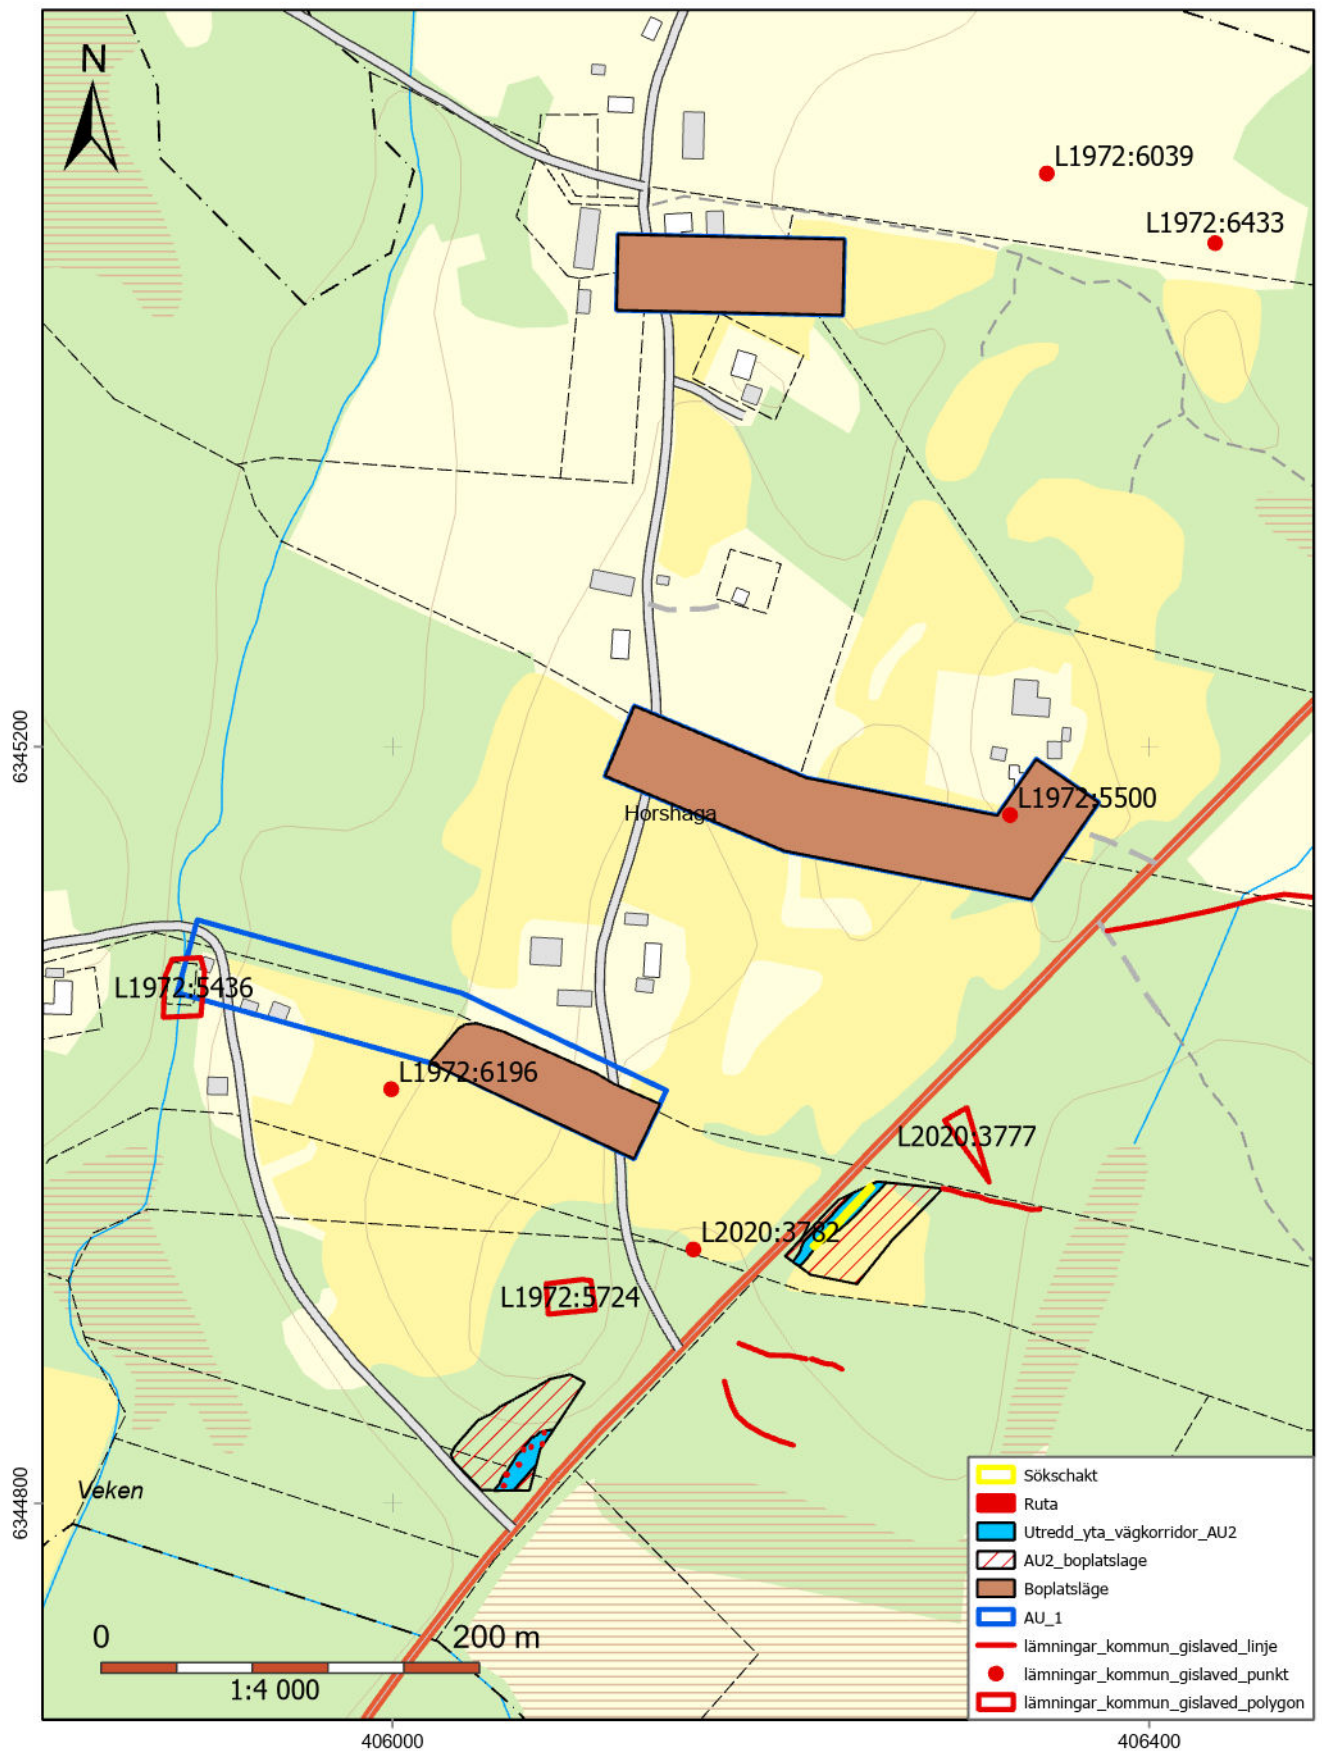 N
L1972:6039
L1972:6433
6345200
L1972:5500
Horshaga
L1972:5436
L1972:6196
L2020:3777
L2020:3782
L1972:5724
Veken
6344800
0 200 m
1:4 000
Sökschakt
Ruta
Utredd_yta_vägkorridor_AU2
AU2_boplatslage
Boplatsläge
AU_1
lämningar_kommun_gislaved_linje
lämningar_kommun_gislaved_punkt
lämningar_kommun_gislaved_polygon
406000 406400